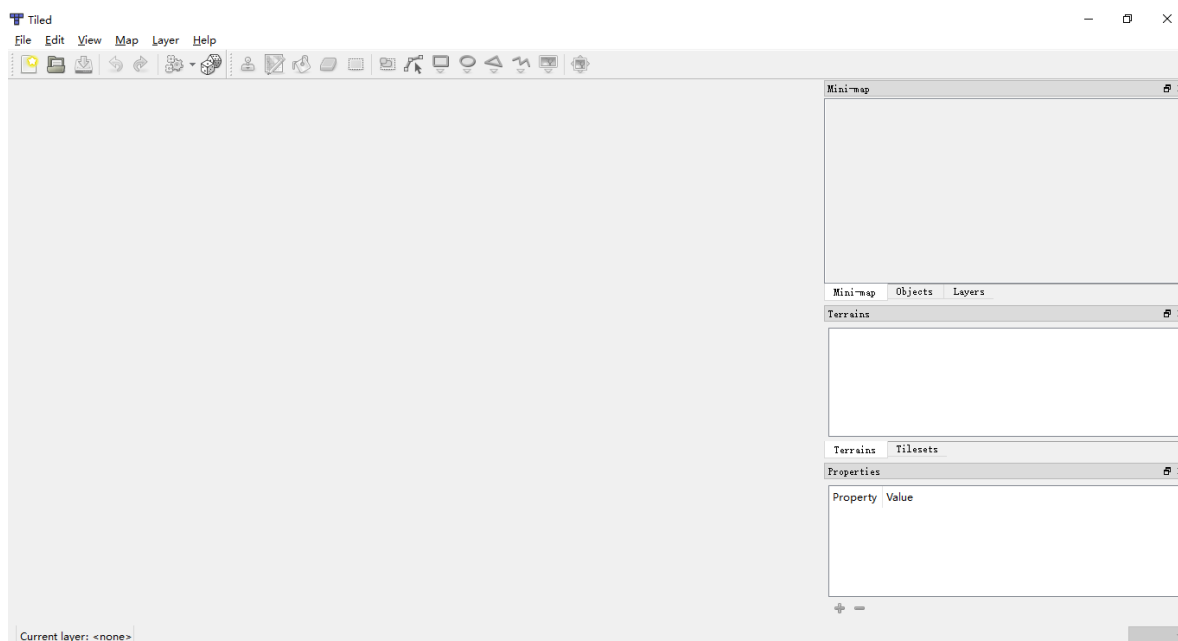 Tiled
File Edit View Map Layer Help
Mini-map
Mini-map Objects Layers
Terrains
Terrains Tilesets
Properties
Property Value
Current layer: <none>